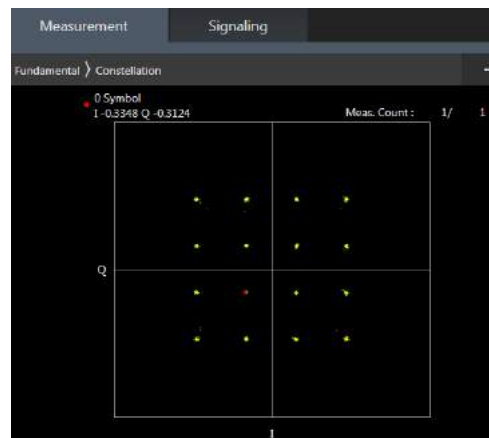 Measurement Signaling
Fundamental 〉 Constellation
0 Symbol
I -0.3348 Q -0.3124 Meas. Count : 1/ 1
Q
I